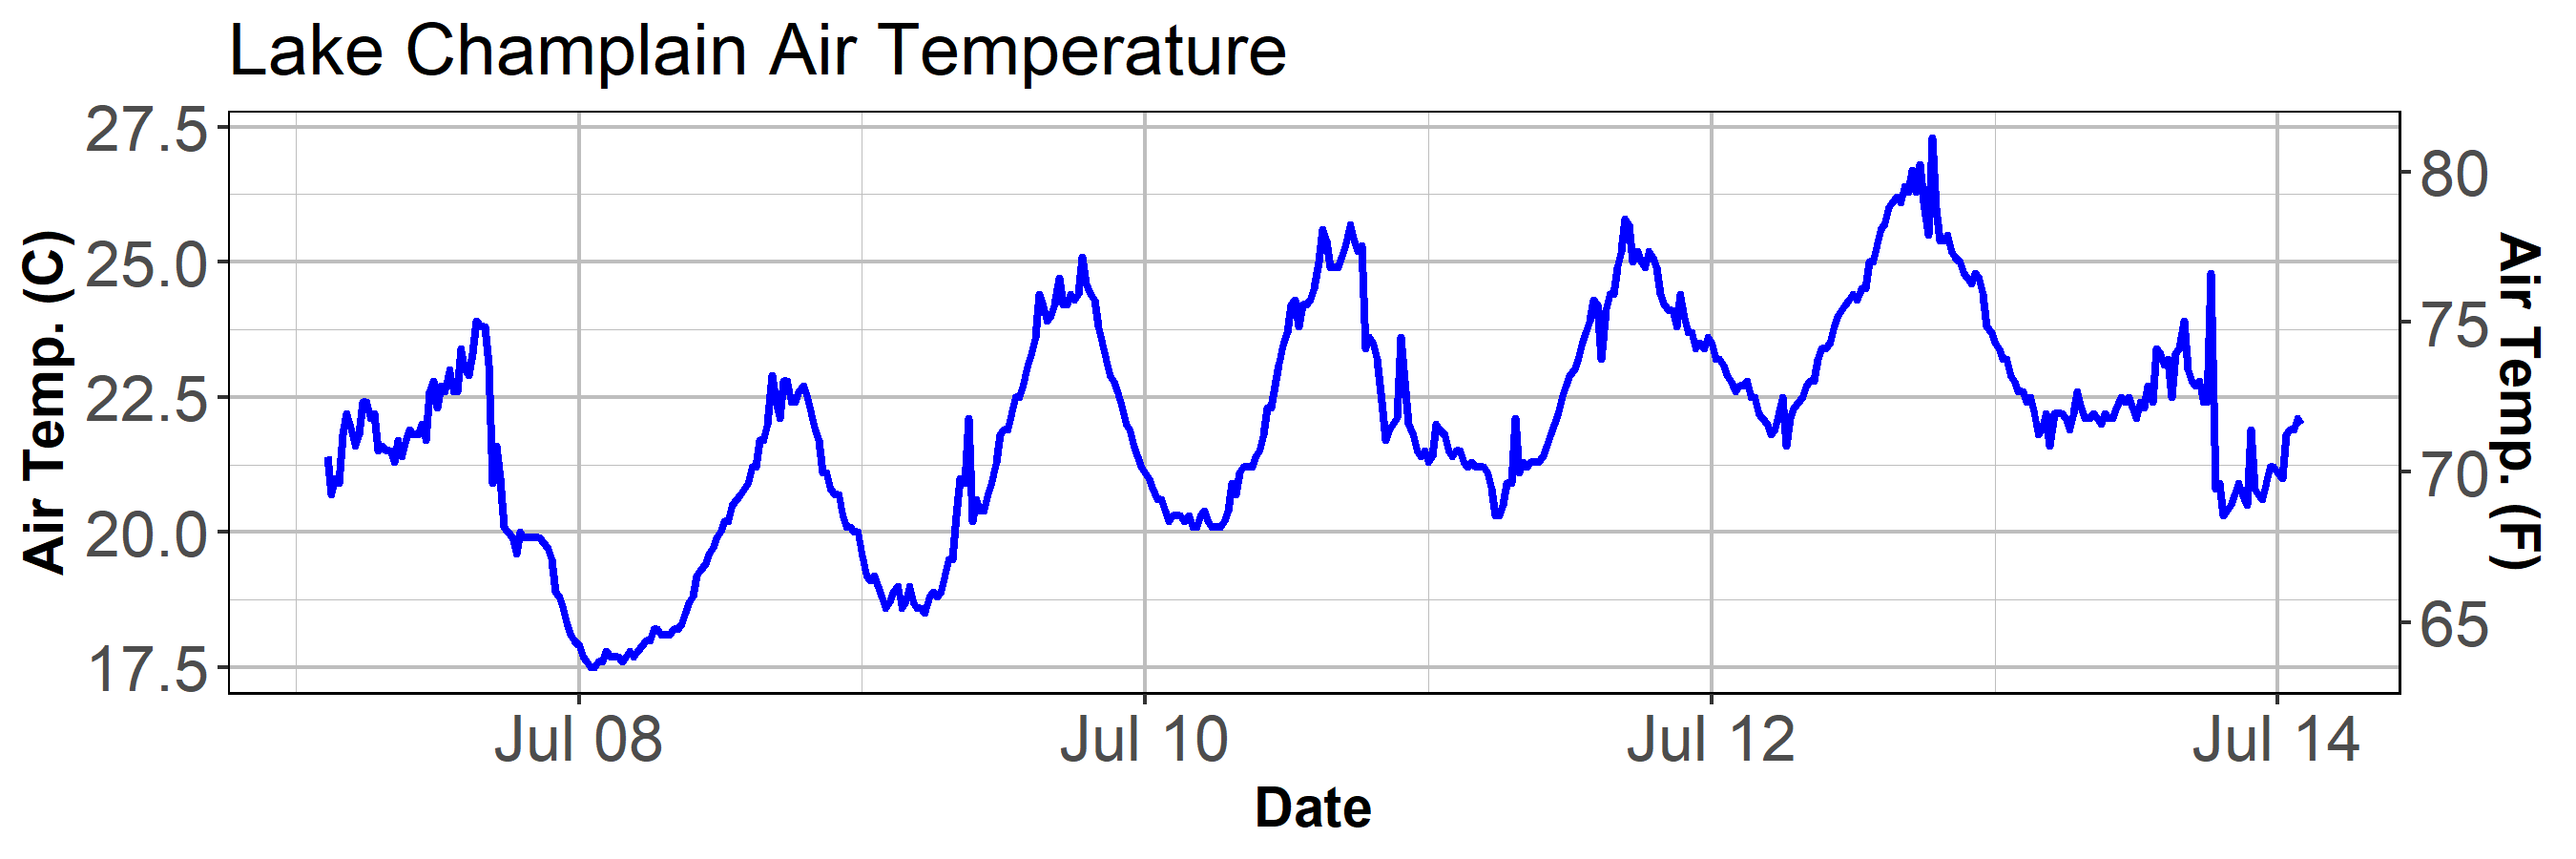 Lake Champlain Air Temperature
Air Temp. (C)
27.5
25.0
22.5
20.0
17.5
80
75
70
65
Air Temp. (F)
Jul 08
Jul 10
Jul 12
Jul 14
Date